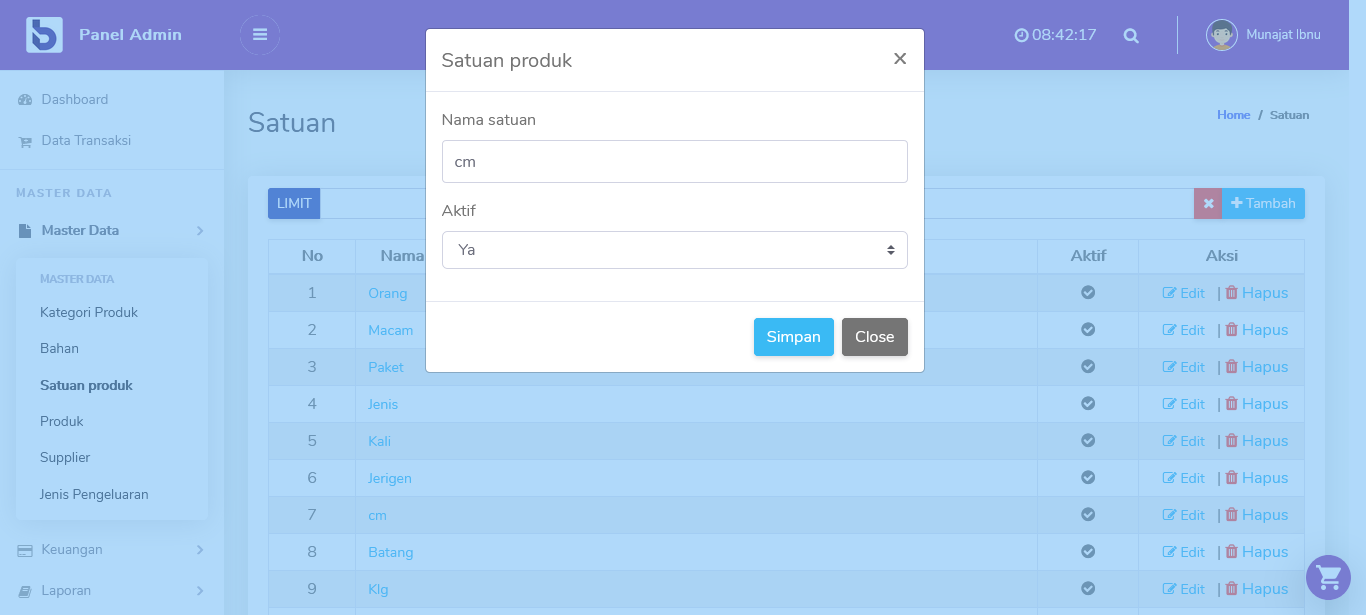 Panel Admin
08:42:17
Munajat Ibnu
Dashboard
Data Transaksi
MASTER DATA
Master Data
MASTER DATA
Kategori Produk
Bahan
Satuan produk
Produk
Supplier
Jenis Pengeluaran
Keuangan
Laporan
Satuan
Home / Satuan
LIMIT
Tambah
No Nama Aktif Aksi
1 Orang Edit | Hapus
2 Macam Edit | Hapus
3 Paket Edit | Hapus
4 Jenis Edit | Hapus
5 Kali Edit | Hapus
6 Jerigen Edit | Hapus
7 cm Edit | Hapus
8 Batang Edit | Hapus
9 Klg Edit | Hapus
Satuan produk ×
Nama satuan
cm
Aktif
Ya
Simpan Close